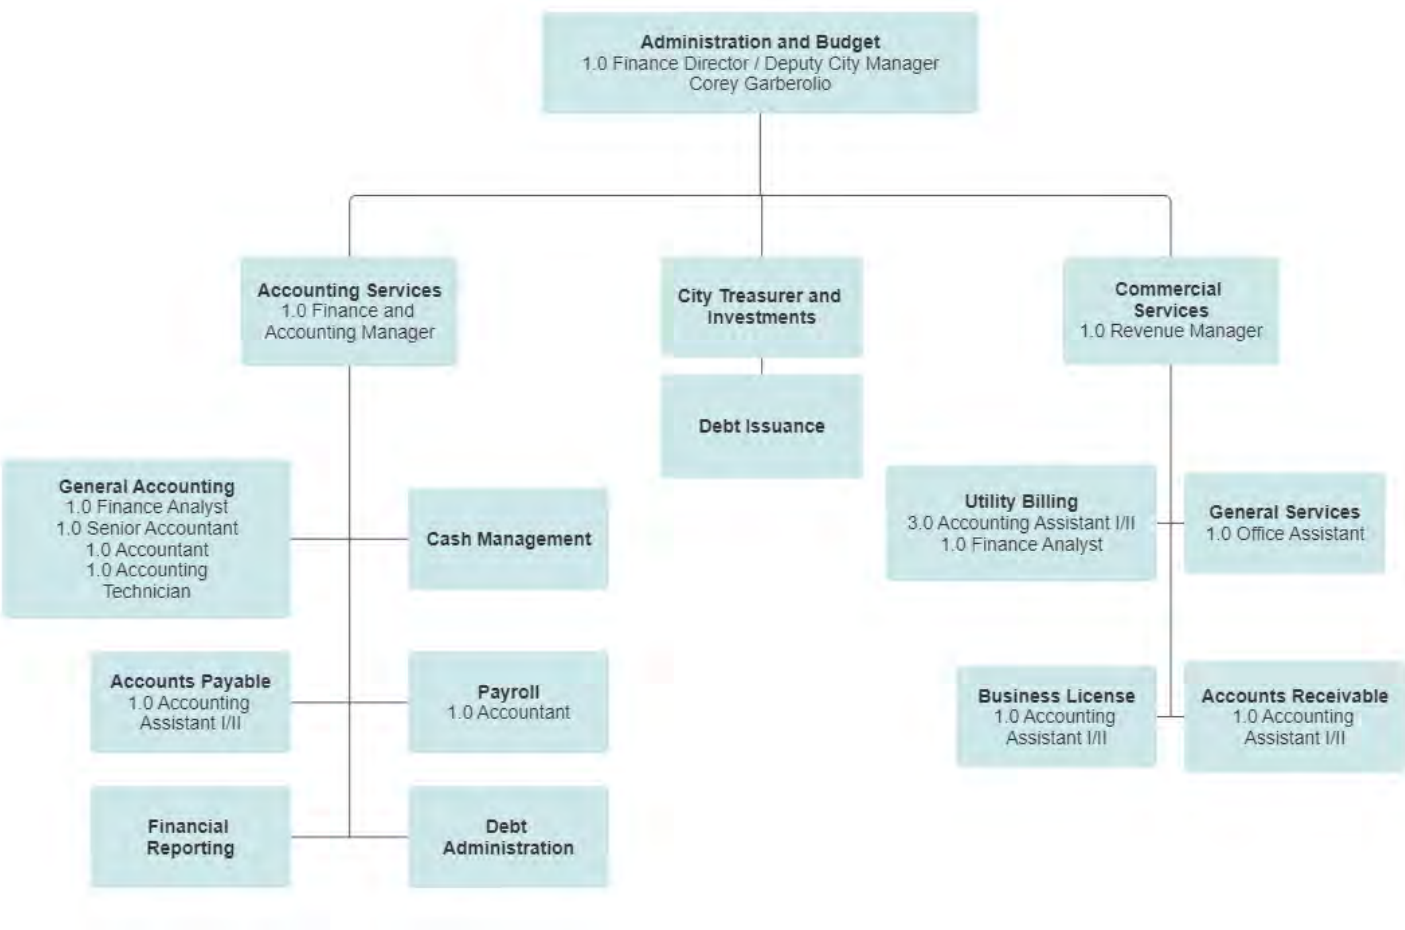 Administration and Budget
1.0 Finance Director / Deputy City Manager
Corey Garberolio
Accounting Services
1.0 Finance and
Accounting Manager
City Treasurer and
Investments
Commercial
Services
1.0 Revenue Manager
Debt Issuance
General Accounting
1.0 Finance Analyst
1.0 Senior Accountant
1.0 Accountant
1.0 Accounting
Technician
Cash Management
Utility Billing
3.0 Accounting Assistant I/II
1.0 Finance Analyst
General Services
1.0 Office Assistant
Accounts Payable
1.0 Accounting
Assistant I/II
Payroll
1.0 Accountant
Business License
1.0 Accounting
Assistant I/II
Accounts Receivable
1.0 Accounting
Assistant I/II
Financial
Reporting
Debt
Administration